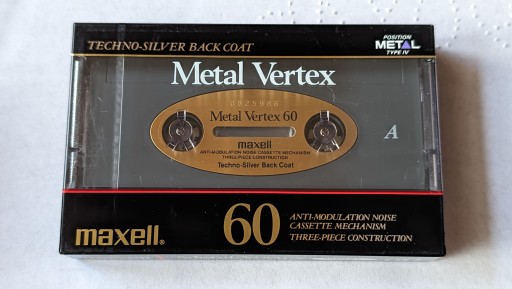 TECHNO-SILVER BACK COAT
POSITION
METAL
TYPE IV
Metal Vertex
Metal Vertex 60
maxell
ANTI-MODULATION NOISE CASSETTE MECHANISM
THREE-PIECE CONSTRUCTION
Techno-Silver Back Coat
A
maxell®
60
ANTI-MODULATION NOISE
CASSETTE MECHANISM
THREE-PIECE CONSTRUCTION